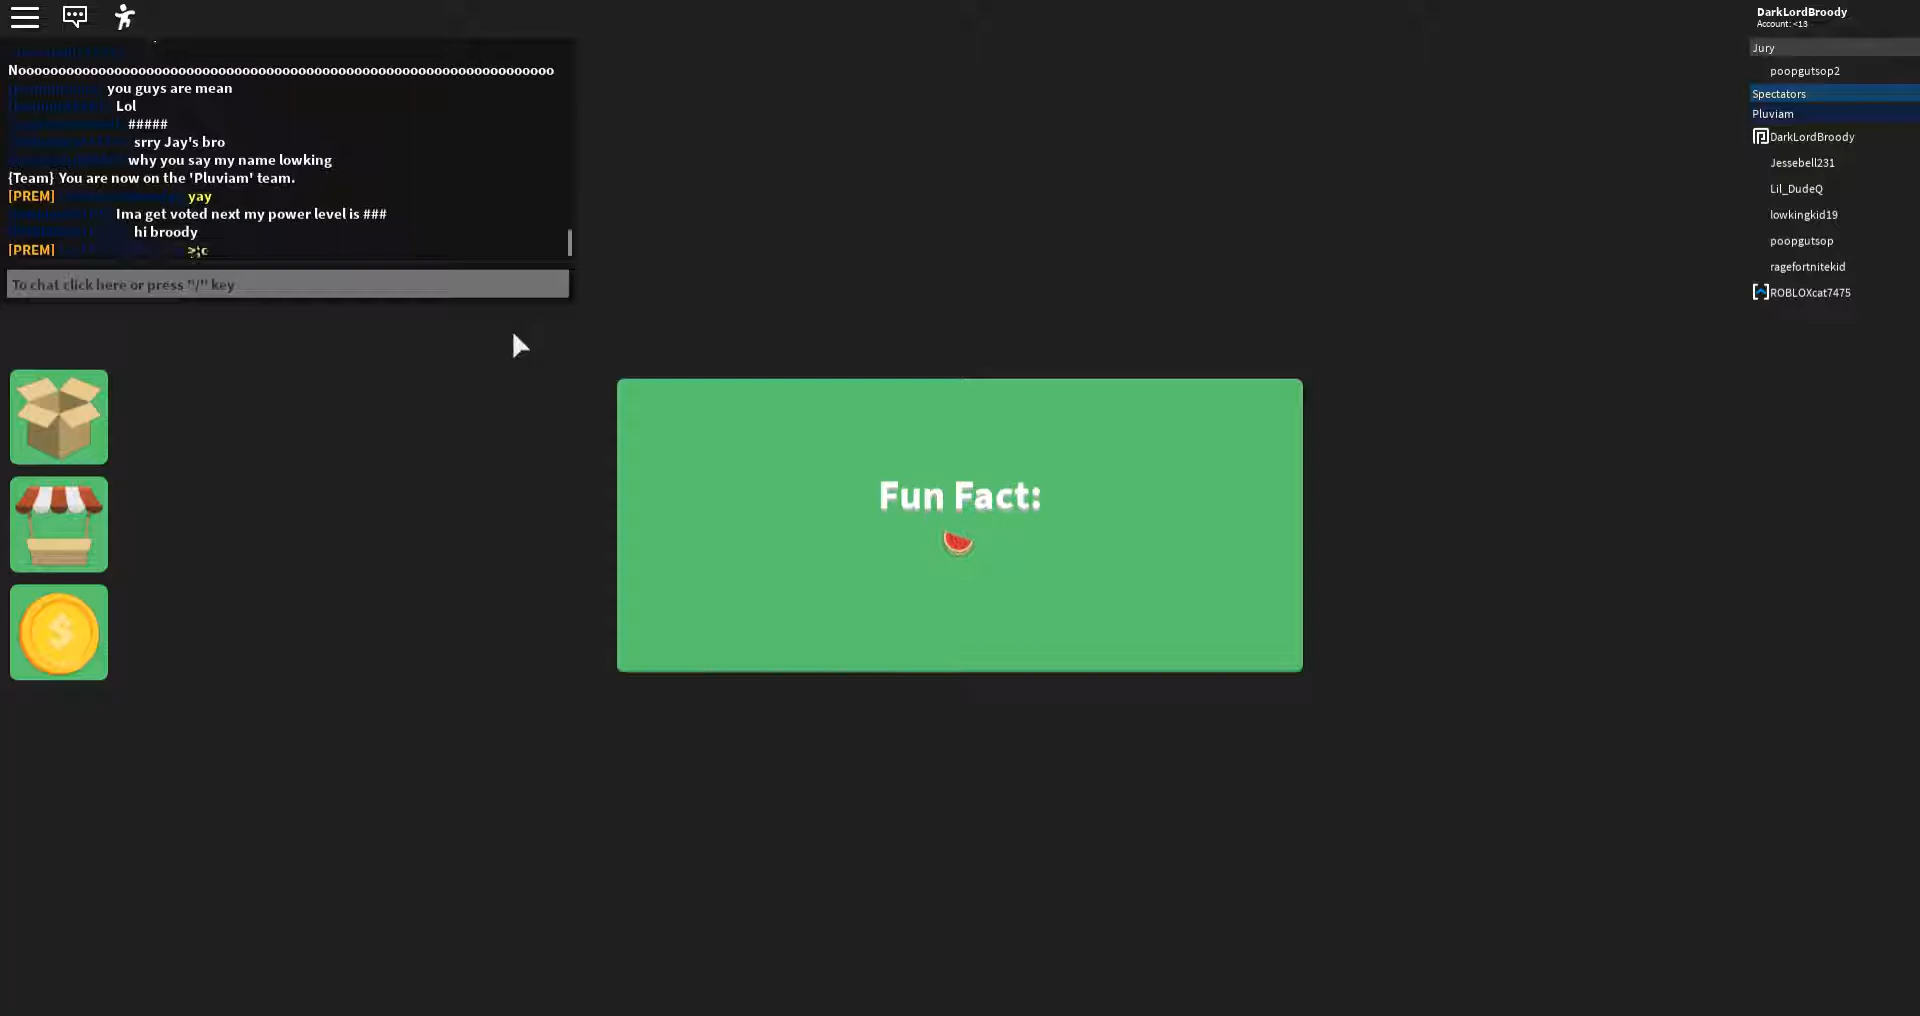 Nooooooooooooooooooooooooooooooooooooooooooooooooooooooooooooooooooo
you guys are mean
Lol
#####
srry Jay's bro
why you say my name lowking
{Team} You are now on the 'Pluviam' team.
[PREM] yay
Ima get voted next my power level is ###
hi broody
[PREM] >;c
To chat click here or press "/" key
Fun Fact:
🍉
DarkLordBroody
Account: <13
Jury
poopgutsop2
Spectators
Pluviam
DarkLordBroody
Jessebell231
Lil_DudeQ
lowkingkid19
poopgutsop
ragefortnitekid
ROBLOXcat7475